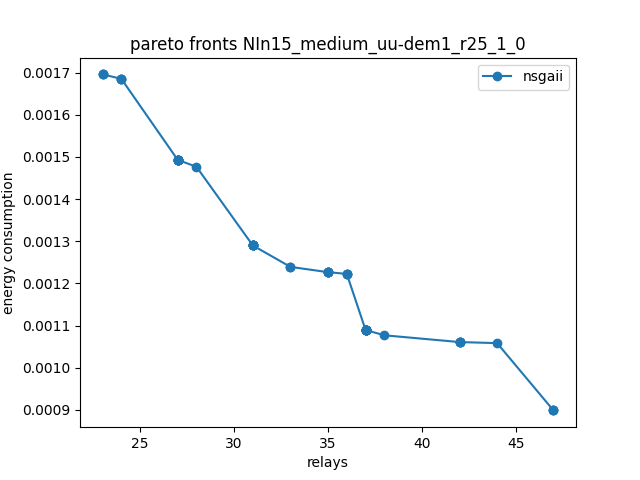 pareto fronts NIn15_medium_uu-dem1_r25_1_0
nsgaii
energy consumption
0.0017
0.0016
0.0015
0.0014
0.0013
0.0012
0.0011
0.0010
0.0009
25 30 35 40 45
relays